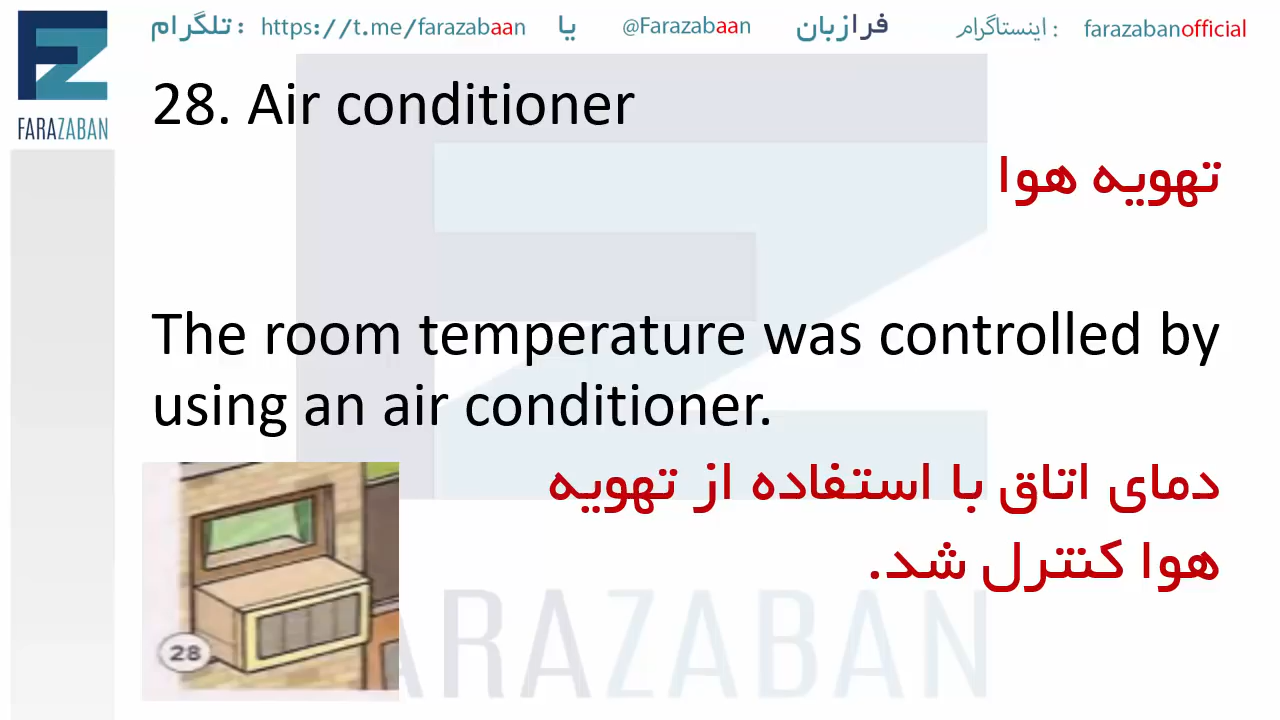 تلگرام : https://t.me/farazabaan یا @Farazabaan فرازبان اینستاگرام : farazabanofficial
FZ
FARAZABAN
28. Air conditioner
تهویه هوا
The room temperature was controlled by
using an air conditioner.
دمای اتاق با استفاده از تهویه
هوا کنترل شد.
28
FARAZABAN